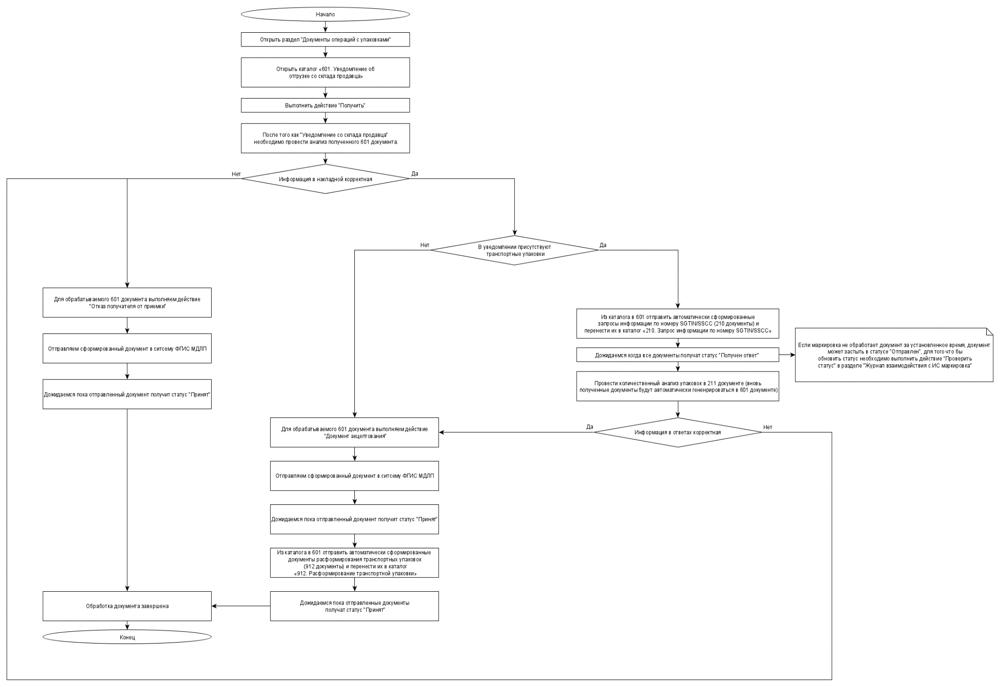 Начало
Открыть раздел "Документы операций с упаковками"
Открыть каталог «601. Уведомление об
отгрузке со склада продавца»
Выполнить действие "Получить"
После того как "Уведомление со склада продавца"
необходимо провести анализ полученного 601 документа.
Нет
Информация в накладной корректная
Да
Нет
В уведомлении присутствуют
транспортные упаковки
Да
Для обрабатываемого 601 документа выполняем действие
"Отказ получателя от приемки"
Отправляем сформированный документ в ситсему ФГИС МДЛП
Дожидаемся пока отправленный документ получит статус "Принят"
Из каталога в 601 отправить автоматически сформированные
запросы информации по номеру SGTIN/SSCC (210 документы) и
перенести их в каталог «210. Запрос информации по номеру SGTIN/SSCC»
Дожидаемся когда все документы получат статус "Получен ответ"
Если маркировка не обработает документ за установленное время, документ
может застыть в статусе "Отправлен", для того что бы
обновить статус необходимо выполнить действие "Проверить
статус" в разделе "Журнал взаимодействия с ИС маркировка"
Провести количественный анализ упаковок в 211 документе (вновь
полученные документы будут автоматически гененрироваться в 601 документе)
Да
Информация в ответах корректная
Нет
Для обрабатываемого 601 документа выполняем действие
"Документ акцептования"
Отправляем сформированный документ в ситсему ФГИС МДЛП
Дожидаемся пока отправленный документ получит статус "Принят"
Из каталога в 601 отправить автоматически сформированные
документы расформирования транспортных упаковок
(912 документы) и перенести их в каталог
«912. Расформирование транспортной упаковки»
Дожидаемся пока отправленные документы
получат статус "Принят"
Обработка документа завершена
Конец